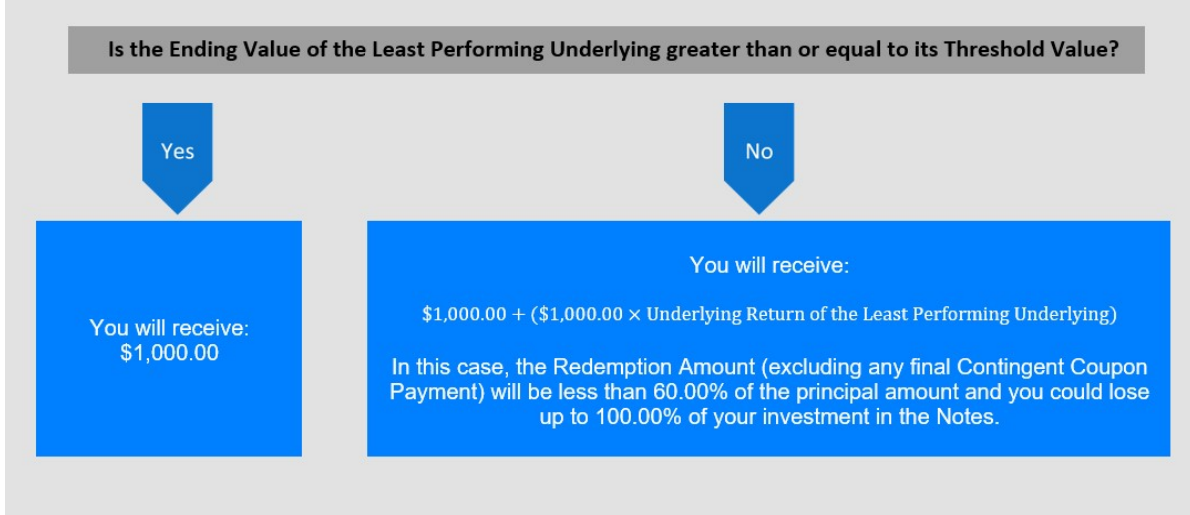 Is the Ending Value of the Least Performing Underlying greater than or equal to its Threshold Value?
Yes
No
You will receive:
$1,000.00
You will receive:
$1,000.00 + ($1,000.00 × Underlying Return of the Least Performing Underlying)
In this case, the Redemption Amount (excluding any final Contingent Coupon
Payment) will be less than 60.00% of the principal amount and you could lose
up to 100.00% of your investment in the Notes.